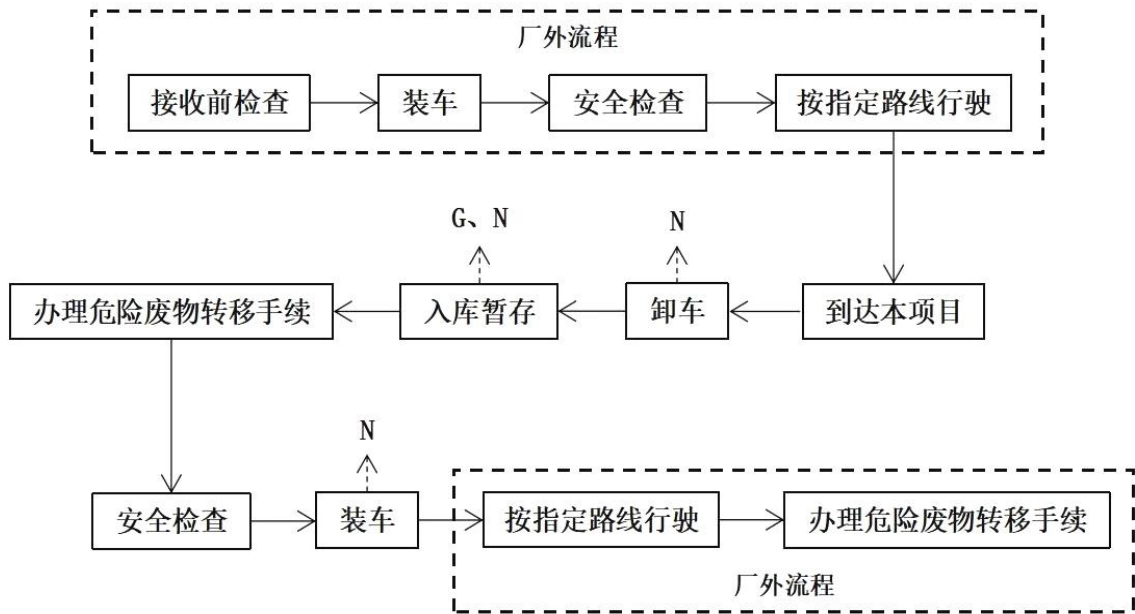 厂外流程
接收前检查
装车
安全检查
按指定路线行驶
G、N
N
办理危险废物转移手续
入库暂存
卸车
到达本项目
N
安全检查
装车
按指定路线行驶
办理危险废物转移手续
厂外流程